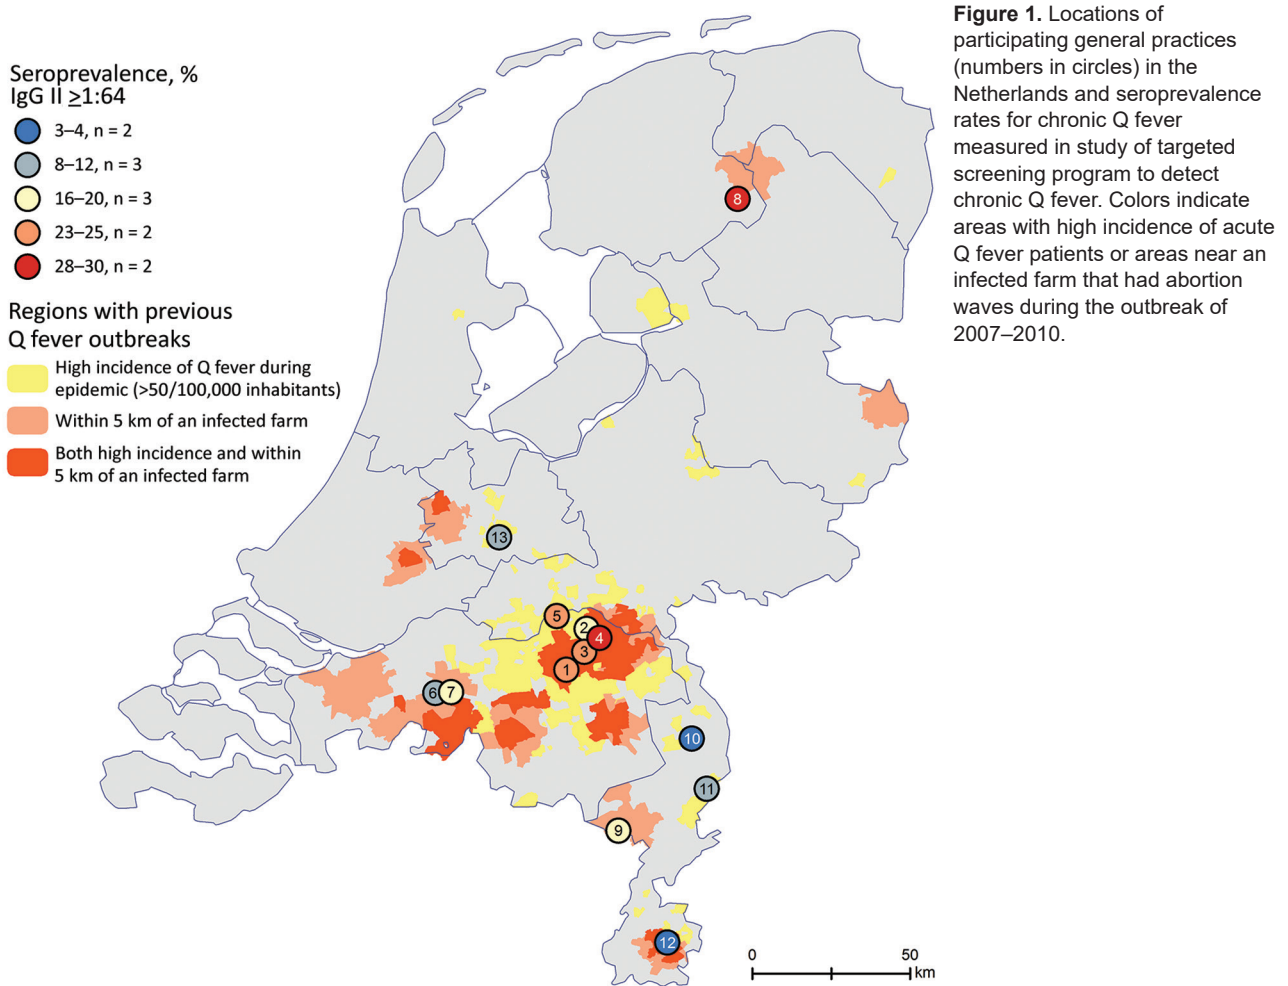 Figure 1. Locations of
participating general practices
(numbers in circles) in the
Netherlands and seroprevalence
rates for chronic Q fever
measured in study of targeted
screening program to detect
chronic Q fever. Colors indicate
areas with high incidence of acute
Q fever patients or areas near an
infected farm that had abortion
waves during the outbreak of
2007–2010.
Seroprevalence, %
IgG II ≥1:64
3–4, n = 2
8–12, n = 3
16–20, n = 3
23–25, n = 2
28–30, n = 2
Regions with previous
Q fever outbreaks
High incidence of Q fever during
epidemic (>50/100,000 inhabitants)
Within 5 km of an infected farm
Both high incidence and within
5 km of an infected farm
8
13
5
2
4
3
1
6
7
10
11
9
12
0 50
km